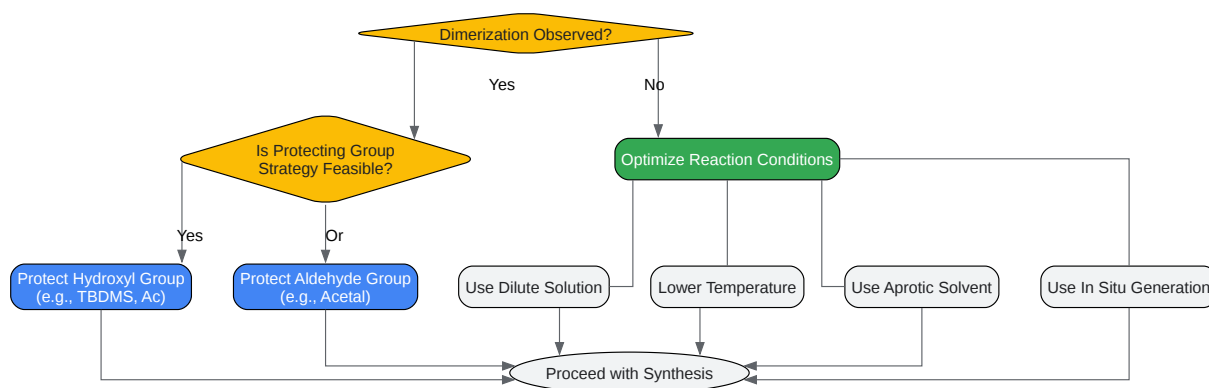 Dimerization Observed?
Yes
No
Is Protecting Group
Strategy Feasible?
Optimize Reaction Conditions
Yes
Or
Protect Hydroxyl Group
(e.g., TBDMS, Ac)
Protect Aldehyde Group
(e.g., Acetal)
Use Dilute Solution
Lower Temperature
Use Aprotic Solvent
Use In Situ Generation
Proceed with Synthesis